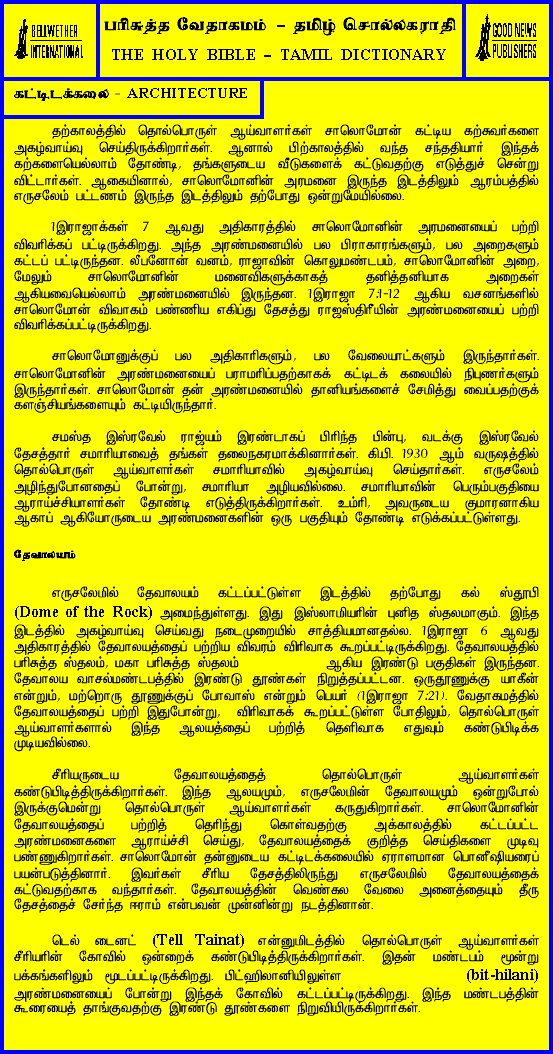 BELLWETHER
INTERNATIONAL
பரிசுத்த வேதாகமம் – தமிழ் சொல்லகராதி
THE HOLY BIBLE – TAMIL DICTIONARY
GOOD NEWS
PUBLISHERS
கட்டிடக்கலை - ARCHITECTURE
தற்காலத்தில் தொல்பொருள் ஆய்வாளர்கள் சாலொமோன் கட்டிய கற்சுவர்களை
அகழ்வாய்வு செய்திருக்கிறார்கள். ஆனால் பிற்காலத்தில் வந்த சந்ததியார் இந்தக்
கற்களையெல்லாம் தோண்டி, தங்களுடைய வீடுகளைக் கட்டுவதற்கு எடுத்துச் சென்று
விட்டார்கள். ஆகையினால், சாலொமோனின் அரமனை இருந்த இடத்திலும் ஆரம்பத்தில்
எருசலேம் பட்டணம் இருந்த இடத்திலும் தற்போது ஒன்றுமேயில்லை.
1இராஜாக்கள் 7 ஆவது அதிகாரத்தில் சாலொமோனின் அரமனையைப் பற்றி
விவரிக்கப் பட்டிருக்கிறது. அந்த அரண்மனையில் பல பிராகாரங்களும், பல அறைகளும்
கட்டப் பட்டிருந்தன. லீபனோன் வனம், ராஜாவின் கொலுமண்டபம், சாலொமோனின் அறை,
மேலும் சாலொமோனின் மனைவிகளுக்காகத் தனித்தனியாக அறைகள்
ஆகியவையெல்லாம் அரண்மனையில் இருந்தன. 1இராஜா 7:1-12 ஆகிய வசனங்களில்
சாலொமோன் விவாகம் பண்ணிய எகிப்து தேசத்து ராஜஸ்திரீயின் அரண்மனையைப் பற்றி
விவரிக்கப்பட்டிருக்கிறது.
சாலொமோனுக்குப் பல அதிகாரிகளும், பல வேலையாட்களும் இருந்தார்கள்.
சாலொமோனின் அரண்மனையைப் பராமரிப்பதற்காகக் கட்டிடக் கலையில் நிபுணர்களும்
இருந்தார்கள். சாலொமோன் தன் அரண்மனையில் தானியங்களைச் சேமித்து வைப்பதற்குக்
களஞ்சியங்களையும் கட்டியிருந்தார்.
சமஸ்த இஸ்ரவேல் ராஜ்யம் இரண்டாகப் பிரிந்த பின்பு, வடக்கு இஸ்ரவேல்
தேசத்தார் சமாரியாவைத் தங்கள் தலைநகரமாக்கினார்கள். கி.பி. 1930 ஆம் வருஷத்தில்
தொல்பொருள் ஆய்வாளர்கள் சமாரியாவில் அகழ்வாய்வு செய்தார்கள். எருசலேம்
அழிந்துபோனதைப் போன்று, சமாரியா அழியவில்லை. சமாரியாவின் பெரும்பகுதியை
ஆராய்ச்சியாளர்கள் தோண்டி எடுத்திருக்கிறார்கள். உம்ரி, அவருடைய குமாரனாகிய
ஆகாப் ஆகியோருடைய அரண்மனைகளின் ஒரு பகுதியும் தோண்டி எடுக்கப்பட்டுள்ளது.
தேவாலயம்
எருசலேமில் தேவாலயம் கட்டப்பட்டுள்ள இடத்தில் தற்போது கல் ஸ்தூபி
(Dome of the Rock) அமைந்துள்ளது. இது இஸ்லாமியரின் புனித ஸ்தலமாகும். இந்த
இடத்தில் அகழ்வாய்வு செய்வது நடைமுறையில் சாத்தியமானதல்ல. 1இராஜா 6 ஆவது
அதிகாரத்தில் தேவாலயத்தைப் பற்றிய விவரம் விரிவாக கூறப்பட்டிருக்கிறது. தேவாலயத்தில்
பரிசுத்த ஸ்தலம், மகா பரிசுத்த ஸ்தலம் ஆகிய இரண்டு பகுதிகள் இருந்தன.
தேவாலய வாசல்மண்டபத்தில் இரண்டு தூண்கள் நிறுத்தப்பட்டன. ஒருதூணுக்கு யாகீன்
என்றும், மற்றொரு தூணுக்குப் போவாஸ் என்றும் பெயர் (1இராஜா 7:21). வேதாகமத்தில்
தேவாலயத்தைப் பற்றி இதுபோன்று, விரிவாகக் கூறப்பட்டுள்ள போதிலும், தொல்பொருள்
ஆய்வாளர்களால் இந்த ஆலயத்தைப் பற்றித் தெளிவாக எதுவும் கண்டுபிடிக்க
முடியவில்லை.
சீரியருடைய தேவாலயத்தைத் தொல்பொருள் ஆய்வாளர்கள்
கண்டுபிடித்திருக்கிறார்கள். இந்த ஆலயமும், எருசலேமின் தேவாலயமும் ஒன்றுபோல்
இருக்குமென்று தொல்பொருள் ஆய்வாளர்கள் கருதுகிறார்கள். சாலொமோனின்
தேவாலயத்தைப் பற்றித் தெரிந்து கொள்வதற்கு அக்காலத்தில் கட்டப்பட்ட
அரண்மனைகளை ஆராய்ச்சி செய்து, தேவாலயத்தைக் குறித்த செய்திகளை முடிவு
பண்ணுகிறார்கள். சாலொமோன் தன்னுடைய கட்டிடக்கலையில் ஏராளமான பொனீஷியரைப்
பயன்படுத்தினார். இவர்கள் சீரிய தேசத்திலிருந்து எருசலேமில் தேவாலயத்தைக்
கட்டுவதற்காக வந்தார்கள். தேவாலயத்தின் வெண்கல வேலை அனைத்தையும் தீரு
தேசத்தைச் சேர்ந்த ஈராம் என்பவன் முன்னின்று நடத்தினான்.
டெல் டைனட் (Tell Tainat) என்னுமிடத்தில் தொல்பொருள் ஆய்வாளர்கள்
சீரியரின் கோவில் ஒன்றைக் கண்டுபிடித்திருக்கிறார்கள். இதன் மண்டபம் மூன்று
பக்கங்களிலும் மூடப்பட்டிருக்கிறது. பிட்ஹிலானியிலுள்ள (bit-hilani)
அரண்மனையைப் போன்று இந்தக் கோவில் கட்டப்பட்டிருக்கிறது. இந்த மண்டபத்தின்
கூரையைத் தாங்குவதற்கு இரண்டு தூண்களை நிறுவியிருக்கிறார்கள்.